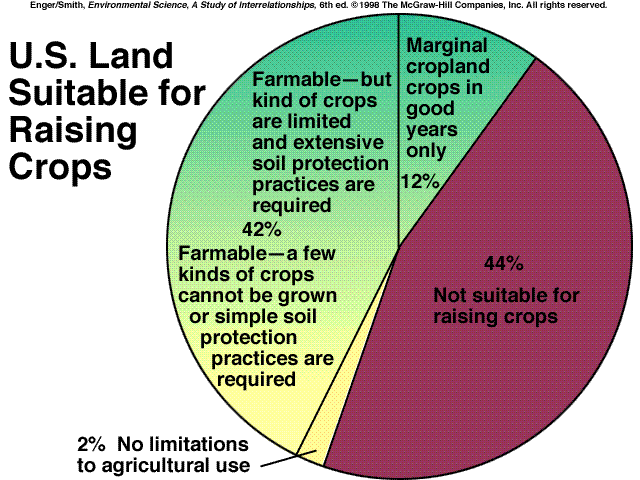 Enger/Smith, Environmental Science, A Study of Interrelationships, 6th ed. ©1998 The McGraw-Hill Companies, Inc. All rights reserved.
U.S. Land
Suitable for
Raising
Crops
Farmable—but
kind of crops
are limited
and extensive
soil protection
practices are
required
42%
Farmable—a few
kinds of crops
cannot be grown
or simple soil
protection
practices are
required
Marginal
cropland
crops in
good
years
only
12%
44%
Not suitable for
raising crops
2% No limitations
to agricultural use